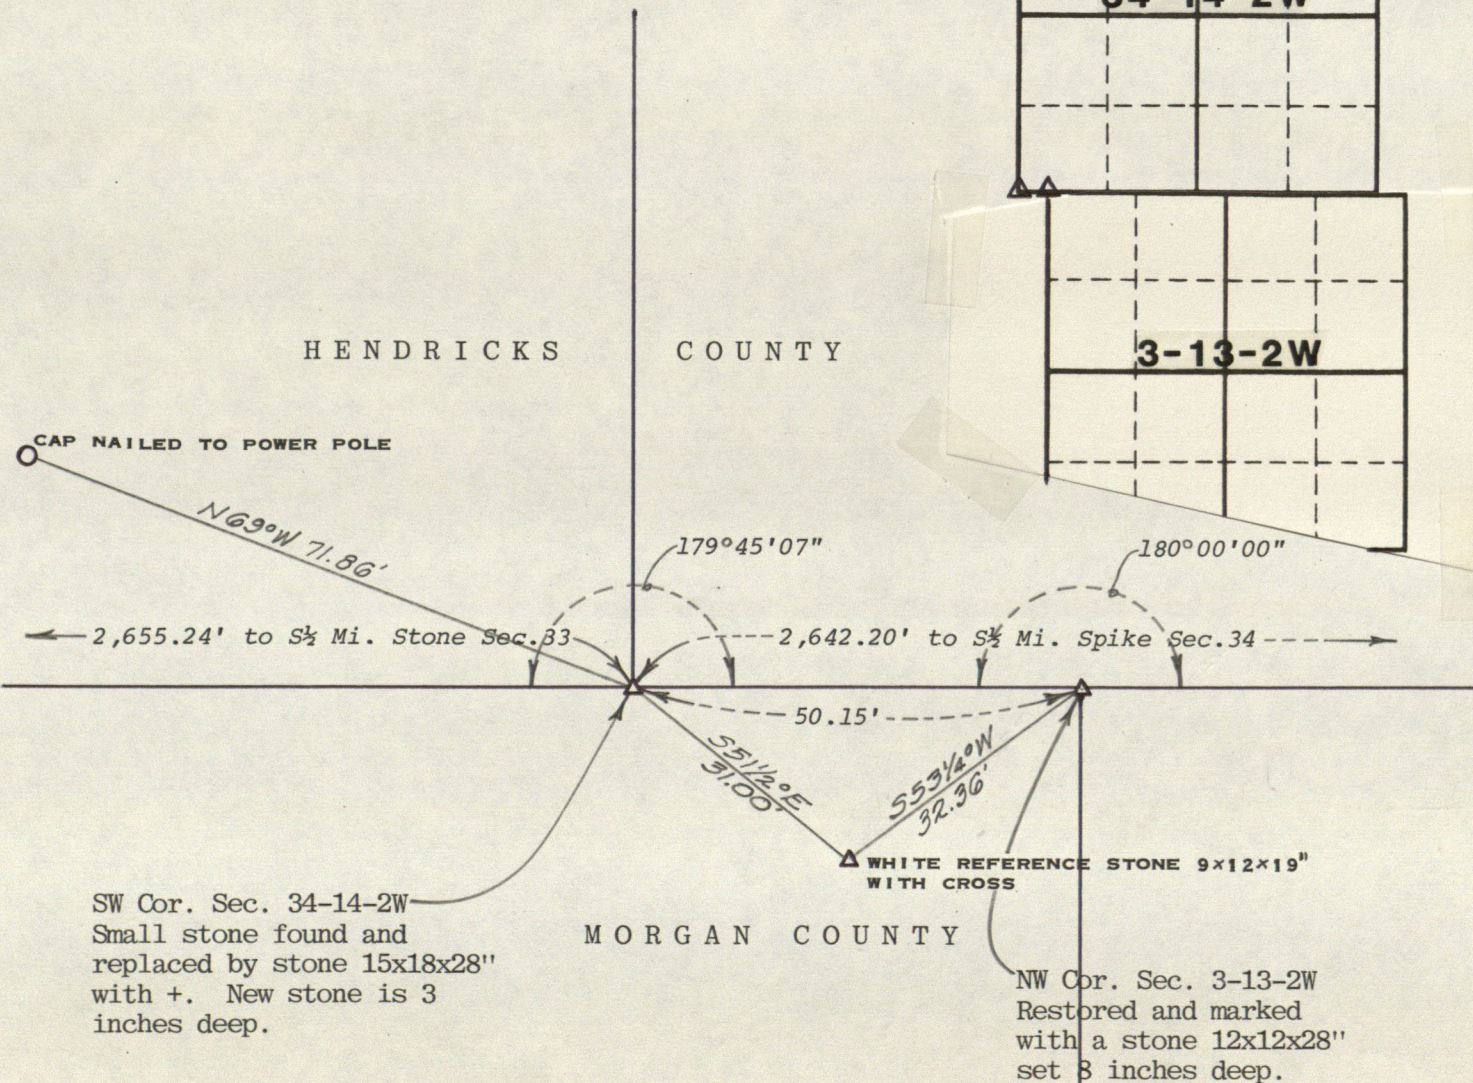 34-14-2W
HENDRICKS COUNTY
3-13-2W
CAP NAILED TO POWER POLE
N69°W 71.86'
179°45'07"
180°00'00"
2,655.24' to S½ Mi. Stone Sec.33
2,642.20' to S½ Mi. Spike Sec.34
50.15'
S51½°E
31.00'
S53¼°W
32.36'
WHITE REFERENCE STONE 9×12×19"
WITH CROSS
SW Cor. Sec. 34-14-2W
Small stone found and
replaced by stone 15x18x28"
with +. New stone is 3
inches deep.
MORGAN COUNTY
NW Cor. Sec. 3-13-2W
Restored and marked
with a stone 12x12x28"
set 8 inches deep.